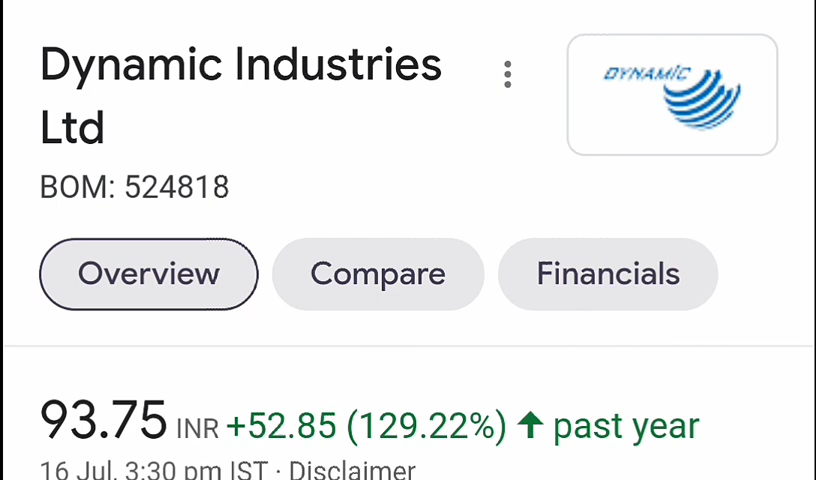 Dynamic Industries
Ltd
DYNAMIC
BOM: 524818
Overview Compare Financials
93.75 INR +52.85 (129.22%) ↑ past year
16 Jul, 3:30 pm IST · Disclaimer